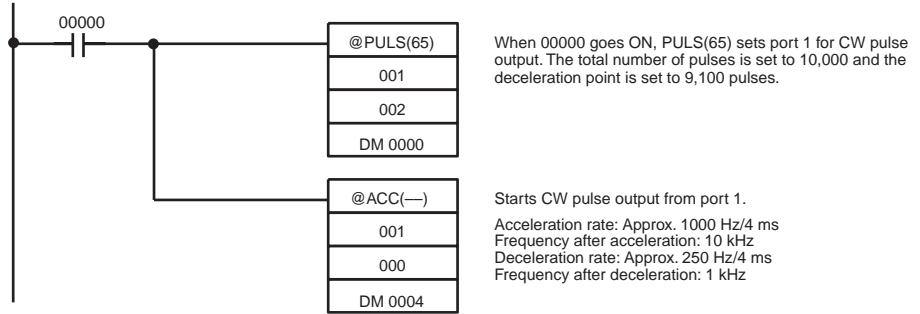 00000
@PULS(65)
001
002
DM 0000
When 00000 goes ON, PULS(65) sets port 1 for CW pulse
output. The total number of pulses is set to 10,000 and the
deceleration point is set to 9,100 pulses.
@ACC(—)
001
000
DM 0004
Starts CW pulse output from port 1.
Acceleration rate: Approx. 1000 Hz/4 ms
Frequency after acceleration: 10 kHz
Deceleration rate: Approx. 250 Hz/4 ms
Frequency after deceleration: 1 kHz